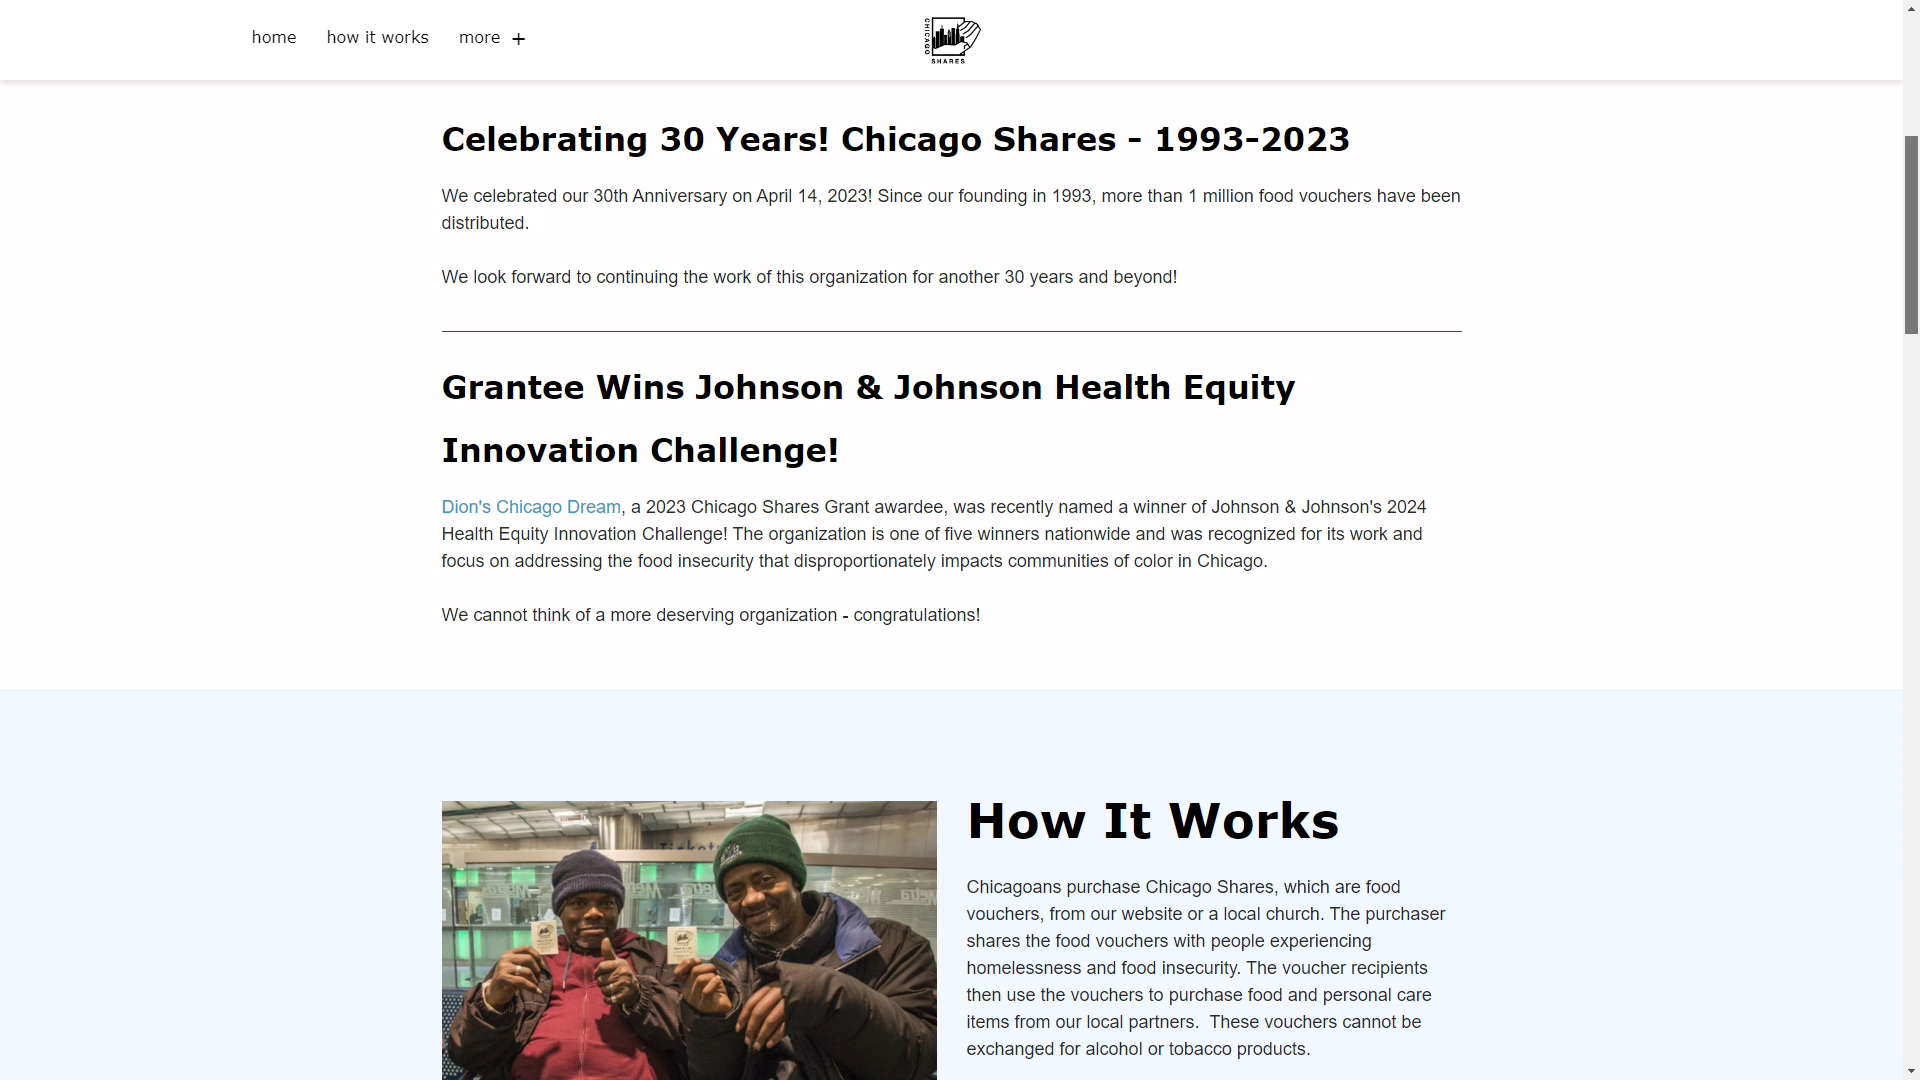 home
how it works
more +
CHICAGO
SHARES
Celebrating 30 Years! Chicago Shares - 1993-2023
We celebrated our 30th Anniversary on April 14, 2023! Since our founding in 1993, more than 1 million food vouchers have been
distributed.
We look forward to continuing the work of this organization for another 30 years and beyond!
Grantee Wins Johnson & Johnson Health Equity
Innovation Challenge!
Dion's Chicago Dream, a 2023 Chicago Shares Grant awardee, was recently named a winner of Johnson & Johnson's 2024
Health Equity Innovation Challenge! The organization is one of five winners nationwide and was recognized for its work and
focus on addressing the food insecurity that disproportionately impacts communities of color in Chicago.
We cannot think of a more deserving organization - congratulations!
Tickets
Metra
Metra
Metra
How It Works
Chicagoans purchase Chicago Shares, which are food
vouchers, from our website or a local church. The purchaser
shares the food vouchers with people experiencing
homelessness and food insecurity. The voucher recipients
then use the vouchers to purchase food and personal care
items from our local partners.  These vouchers cannot be
exchanged for alcohol or tobacco products.